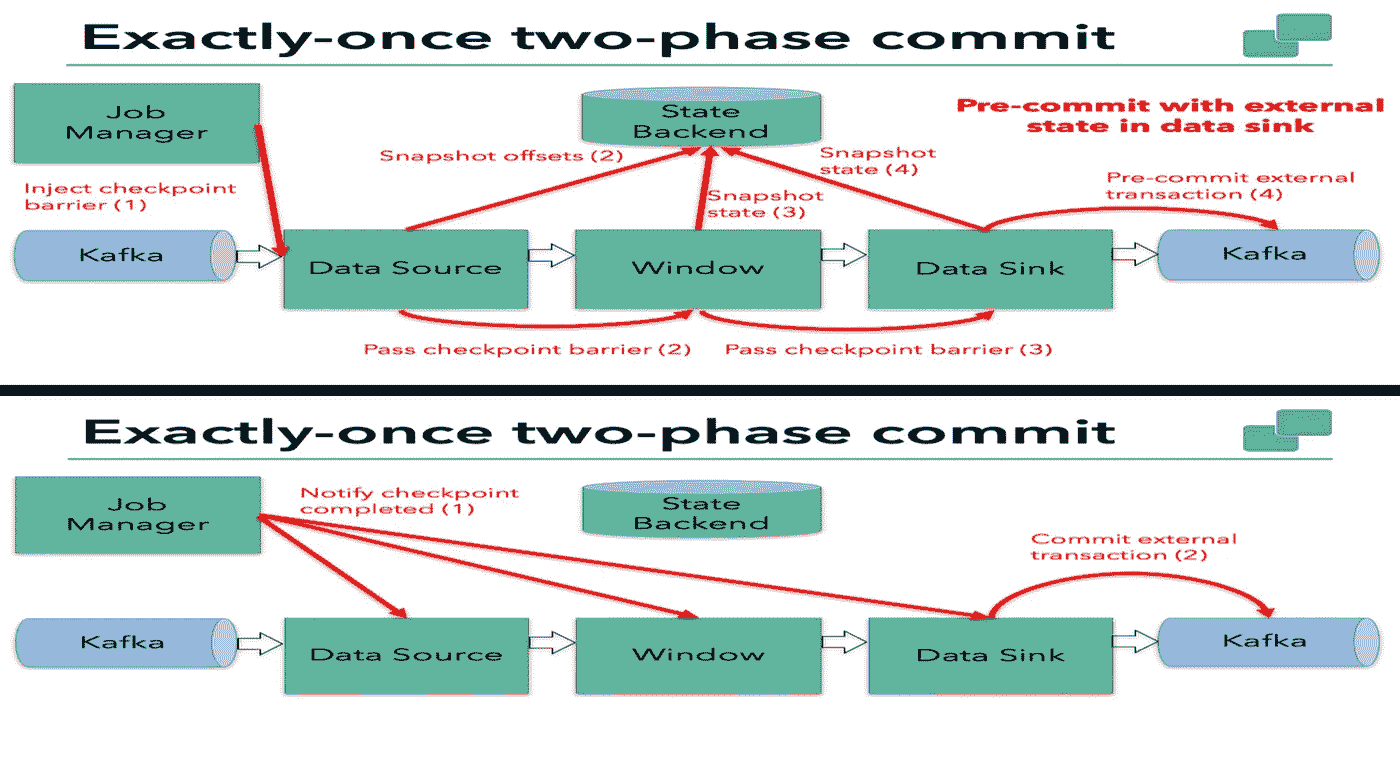 Exactly-once two-phase commit
Job
Manager
State
Backend
Pre-commit with external
state in data sink
Snapshot offsets (2)
Snapshot
state (4)
Inject checkpoint
barrier (1)
Snapshot
state (3)
Pre-commit external
transaction (4)
Kafka
Data Source
Window
Data Sink
Kafka
Pass checkpoint barrier (2)
Pass checkpoint barrier (3)
Exactly-once two-phase commit
Job
Manager
Notify checkpoint
completed (1)
State
Backend
Commit external
transaction (2)
Kafka
Data Source
Window
Data Sink
Kafka